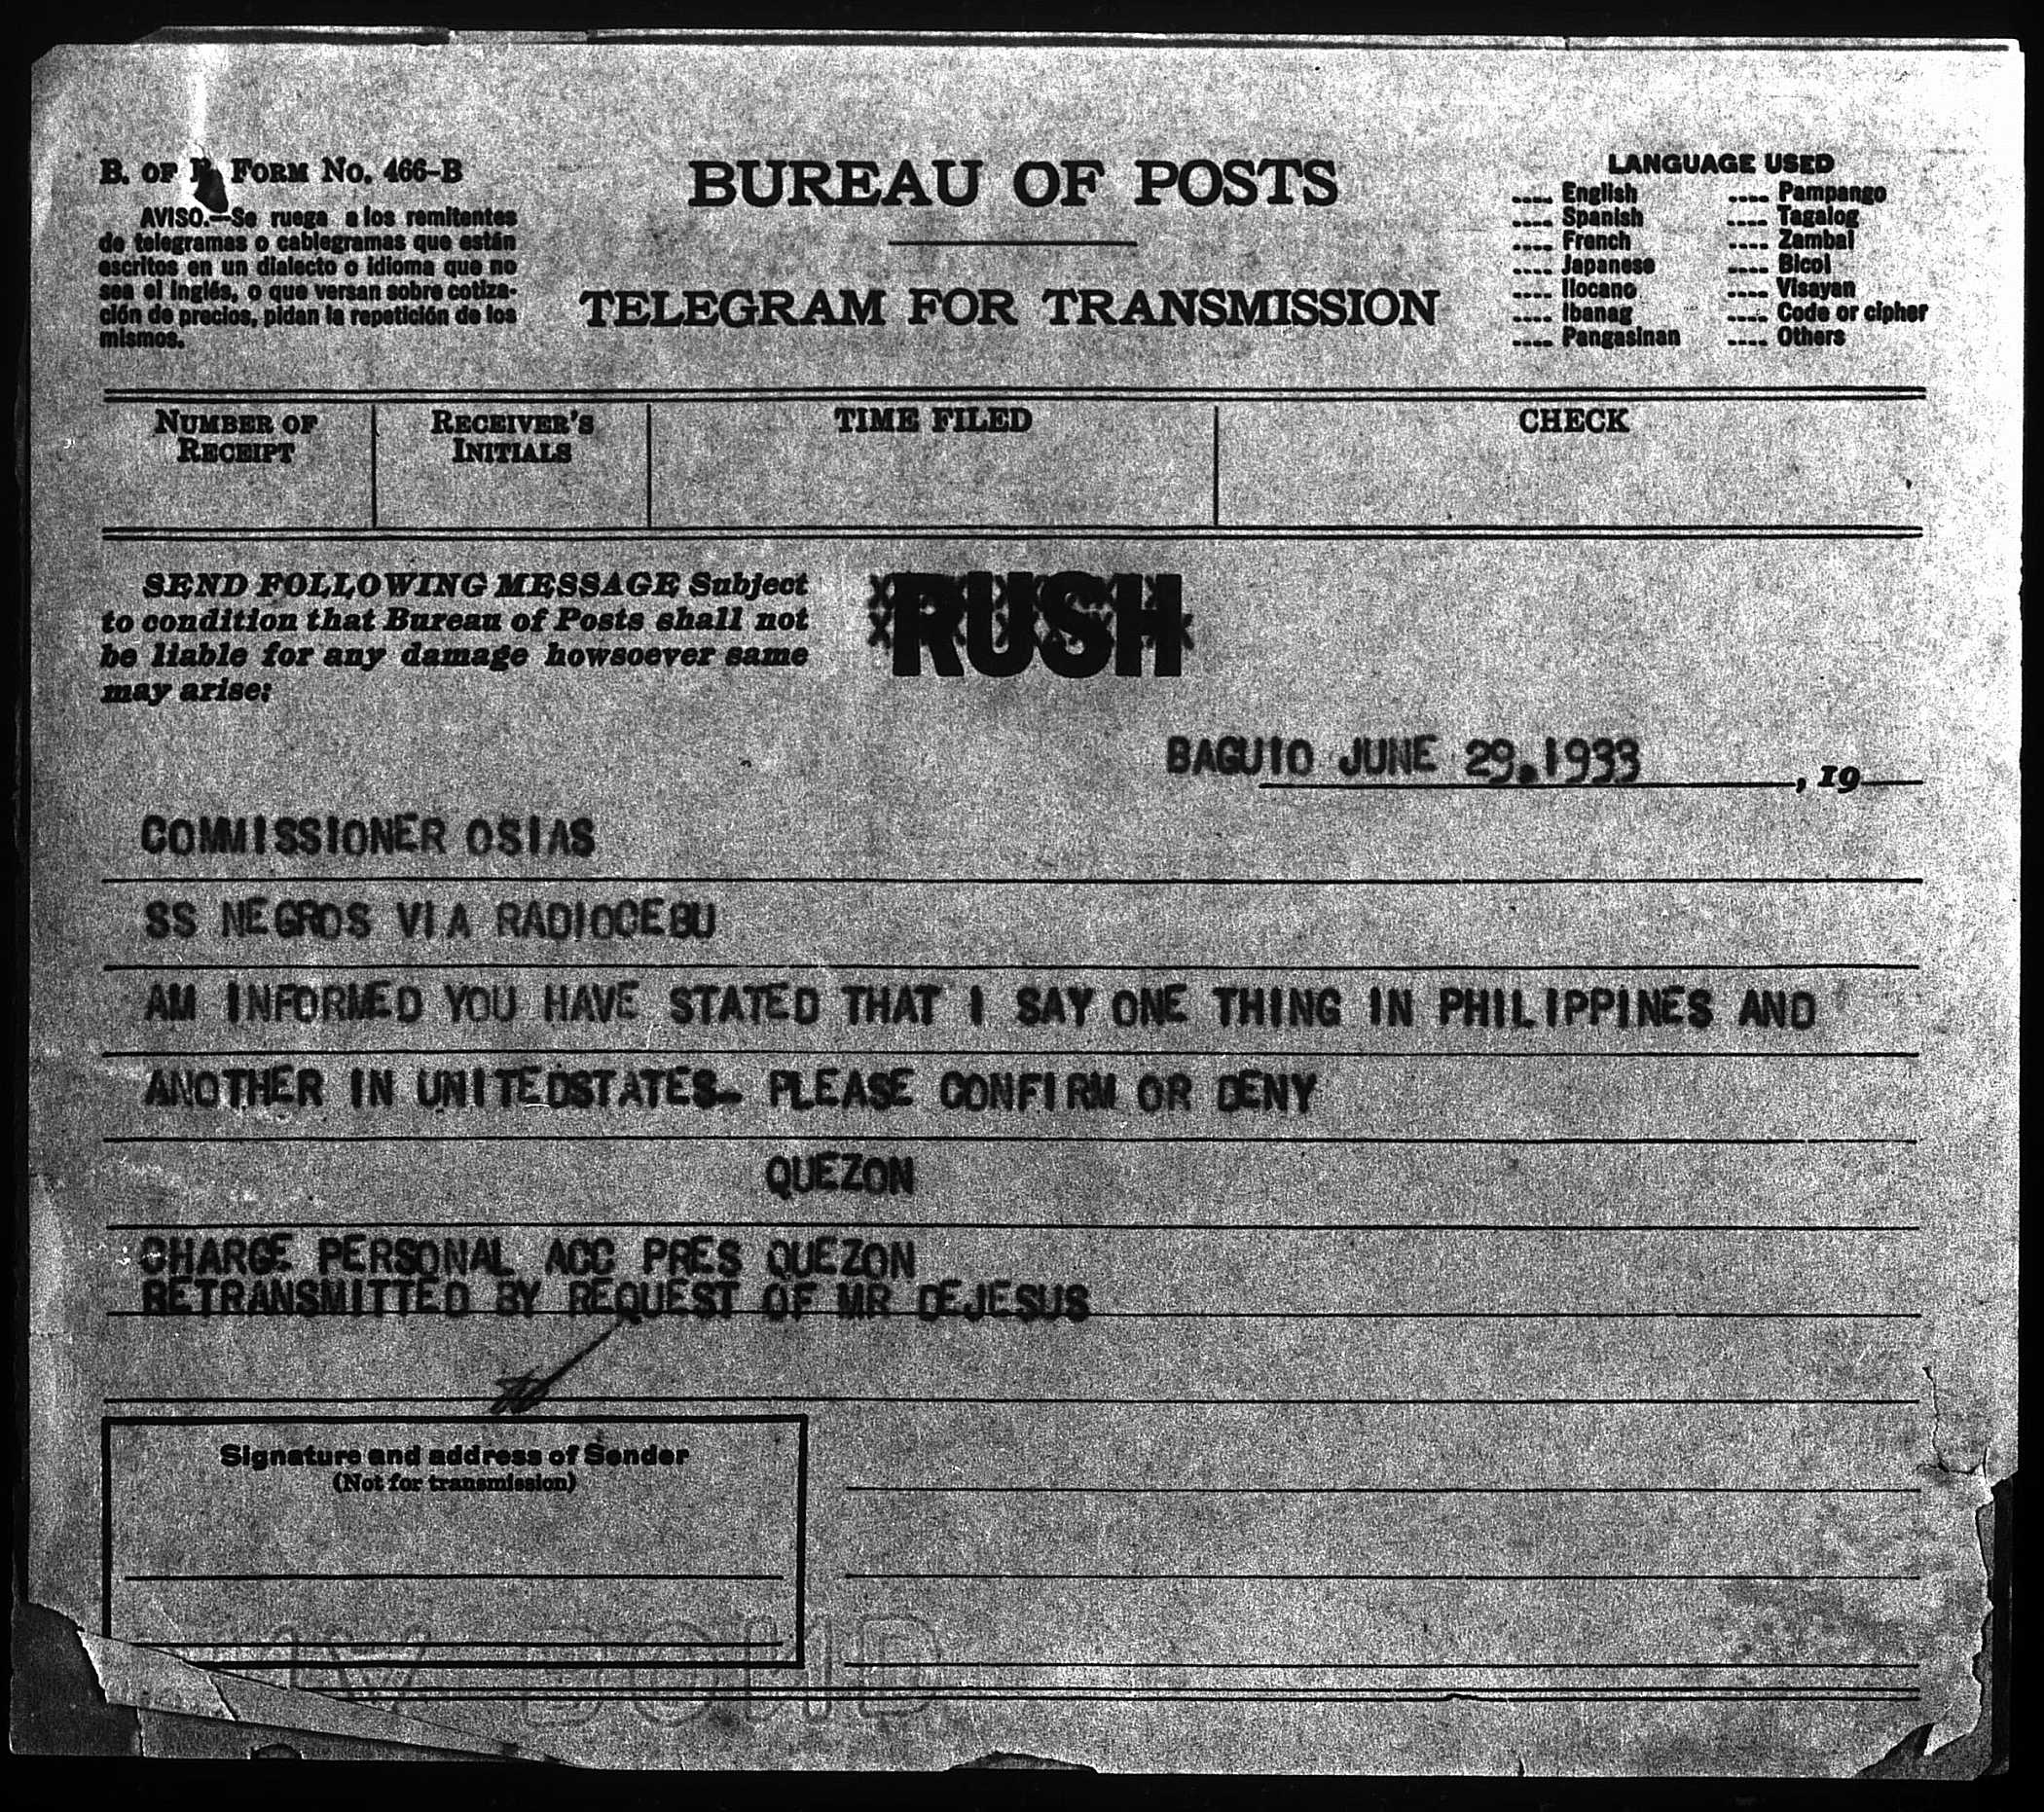 B. OF P. FORM NO. 466-B
AVISO.—Se ruega a los remitentes
de telegramas o cablegramas que están
escritos en un dialecto o idioma que no
sea el Inglés, o que versan sobre cotiza-
ción de precios, pidan la repetición de los
mismos.
BUREAU OF POSTS
TELEGRAM FOR TRANSMISSION
LANGUAGE USED
.... English .... Pampango
.... Spanish .... Tagalog
.... French .... Zambal
.... Japanese .... Bicol
.... Ilocano .... Visayan
.... Ibanag .... Code or cipher
.... Pangasinan .... Others
NUMBER OF
RECEIPT
RECEIVER'S
INITIALS
TIME FILED
CHECK
SEND FOLLOWING MESSAGE Subject
to condition that Bureau of Posts shall not
be liable for any damage howsoever same
may arise:
RUSH
BAGUIO JUNE 29.1933 , 19
COMMISSIONER OSIAS
SS NEGROS VIA RADIOCEBU
AM INFORMED YOU HAVE STATED THAT I SAY ONE THING IN PHILIPPINES AND
ANOTHER IN UNITEDSTATES- PLEASE CONFIRM OR DENY
QUEZON
CHARGE PERSONAL ACC PRES QUEZON
RETRANSMITTED BY REQUEST OF MR DEJESUS
Signature and address of Sender
(Not for transmission)
BOND